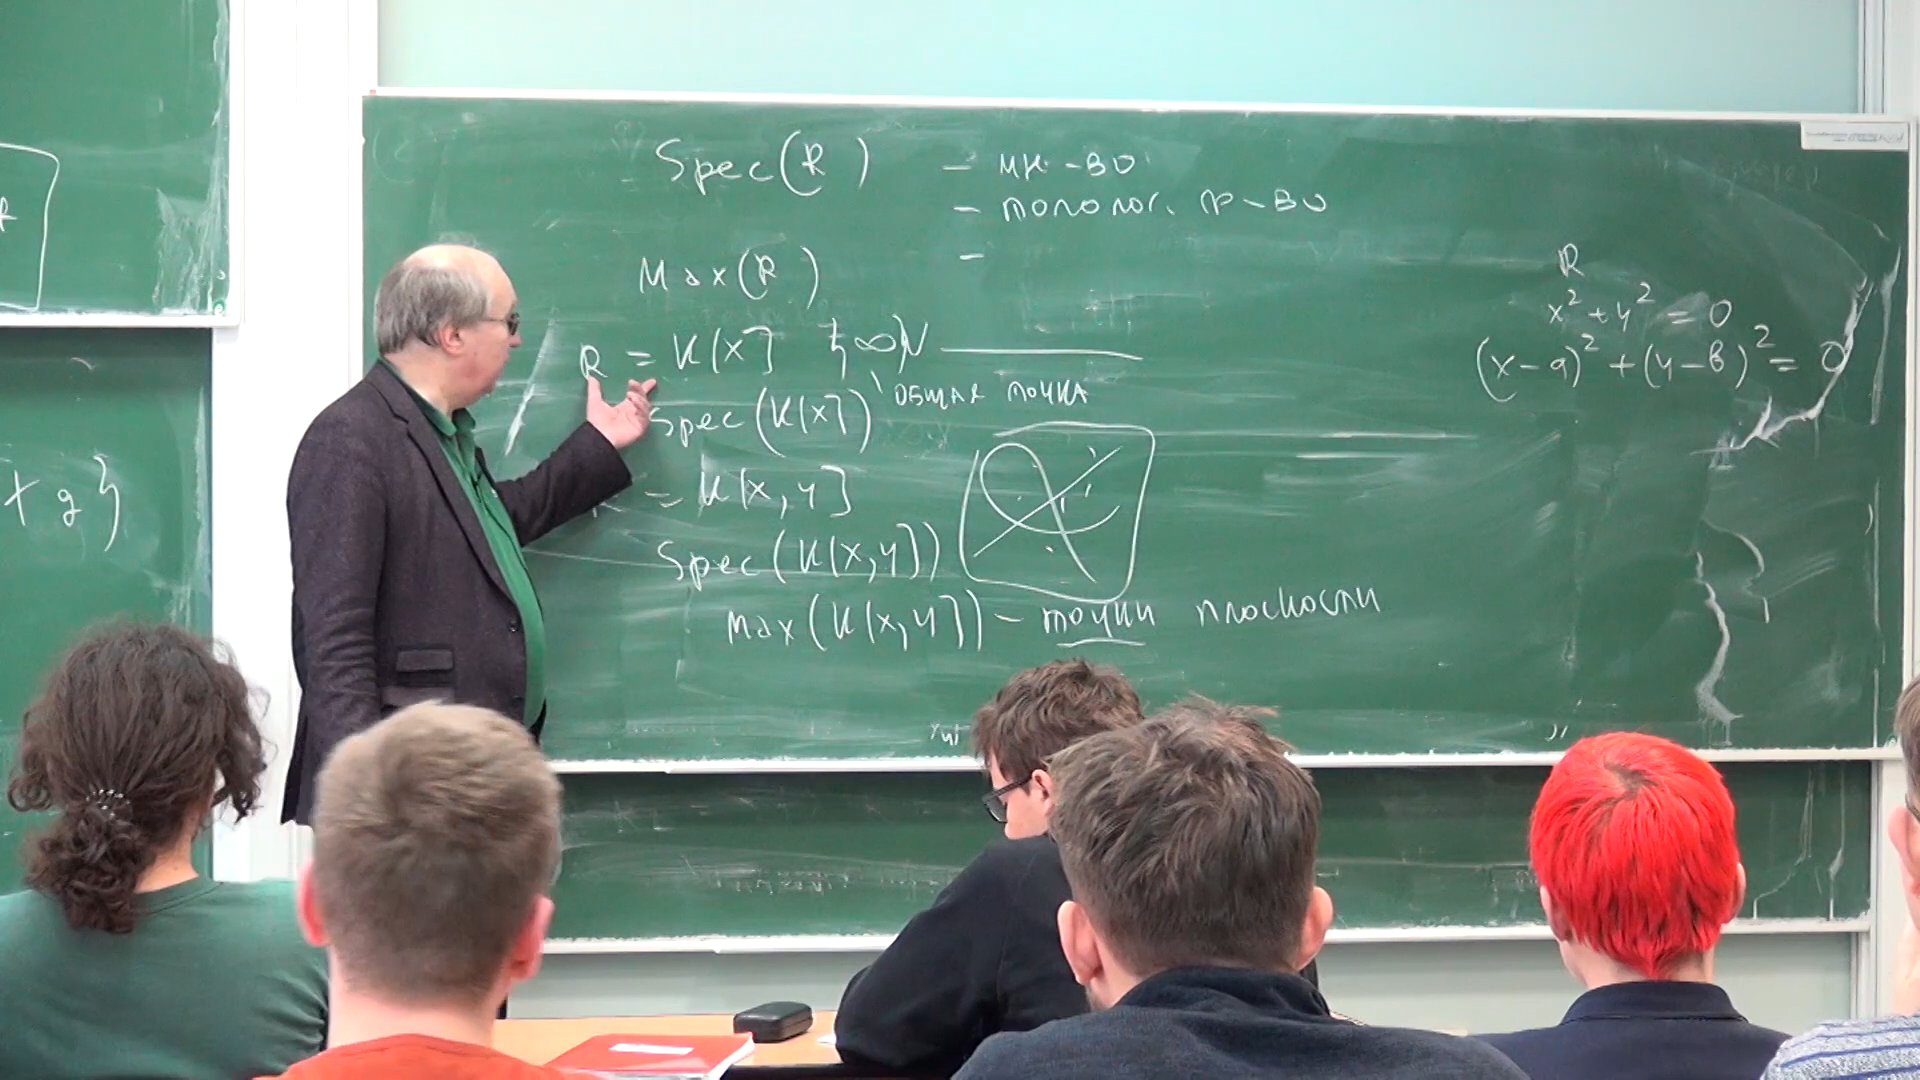 Spec(R) – мн-во
– тополог. пр-во
–
Max(R)
R = K[x]
общая точка
Spec(K[x])
= K[x,y]
Spec(K[x,y])
Max(K[x,y]) – точки плоскости
R
x² + y² = 0
(x-a)² + (y-b)² = 0
+ g}